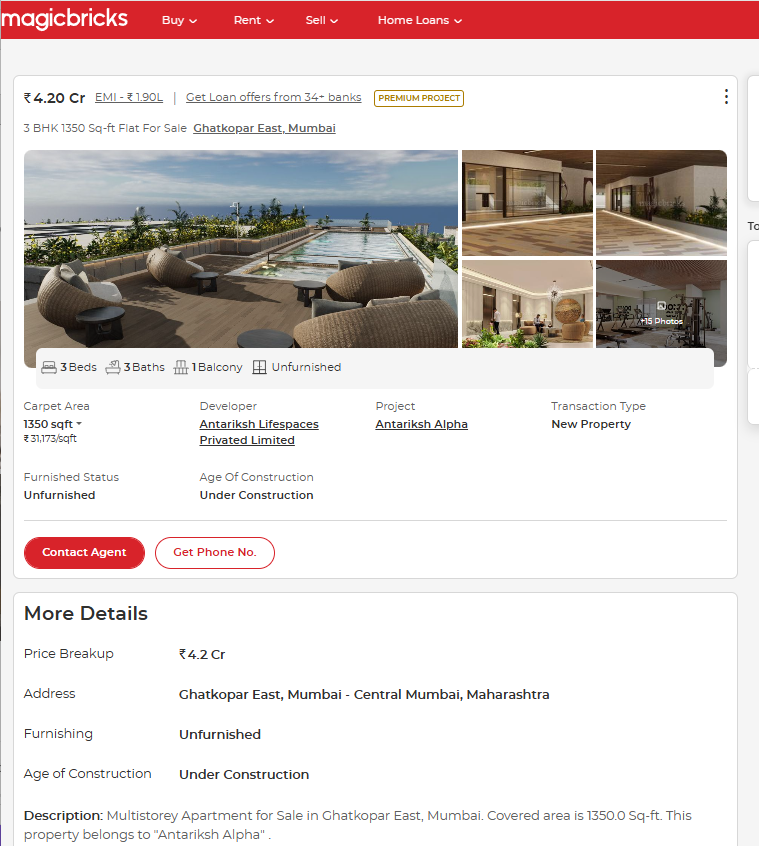 magicbricks Buy Rent Sell Home Loans
₹4.20 Cr EMI - ₹1.90L | Get Loan offers from 34+ banks PREMIUM PROJECT
3 BHK 1350 Sq-ft Flat For Sale Ghatkopar East, Mumbai
To
magicbricks
+15 Photos
3 Beds 3 Baths 1 Balcony Unfurnished
Carpet Area Developer Project Transaction Type
1350 sqft Antariksh Lifespaces Antariksh Alpha New Property
₹31,173/sqft Privated Limited
Furnished Status Age Of Construction
Unfurnished Under Construction
Contact Agent Get Phone No.
More Details
Price Breakup ₹4.2 Cr
Address Ghatkopar East, Mumbai - Central Mumbai, Maharashtra
Furnishing Unfurnished
Age of Construction Under Construction
Description: Multistorey Apartment for Sale in Ghatkopar East, Mumbai. Covered area is 1350.0 Sq-ft. This
property belongs to "Antariksh Alpha" .